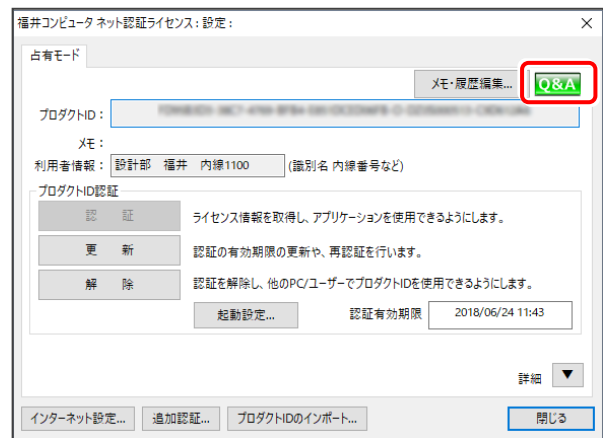 福井コンピュータ ネット認証ライセンス : 設定 :
占有モード
メモ・履歴編集... Q&A
プロダクトID :
メモ :
利用者情報 : 設計部 福井 内線1100 (識別名 内線番号など)
プロダクトID認証
認 証 ライセンス情報を取得し、アプリケーションを使用できるようにします。
更 新 認証の有効期限の更新や、再認証を行います。
解 除 認証を解除し、他のPC/ユーザーでプロダクトIDを使用できるようにします。
起動設定... 認証有効期限 2018/06/24 11:43
詳細 ▼
インターネット設定... 追加認証... プロダクトIDのインポート... 閉じる